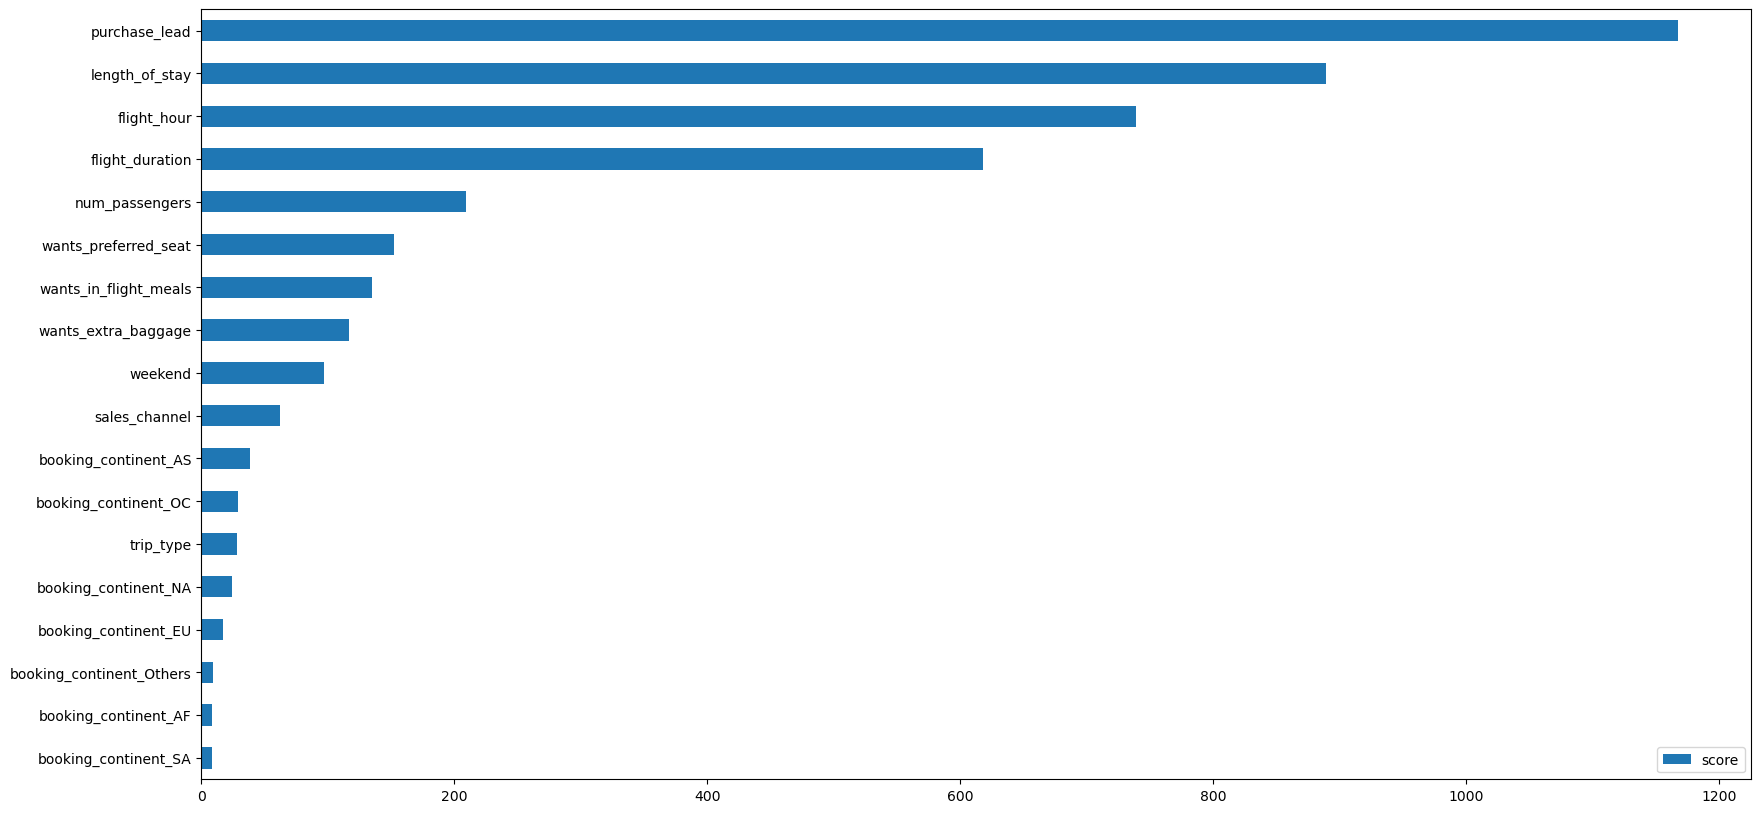 purchase_lead
length_of_stay
flight_hour
flight_duration
num_passengers
wants_preferred_seat
wants_in_flight_meals
wants_extra_baggage
weekend
sales_channel
booking_continent_AS
booking_continent_OC
trip_type
booking_continent_NA
booking_continent_EU
booking_continent_Others
booking_continent_AF
booking_continent_SA
score
0 200 400 600 800 1000 1200